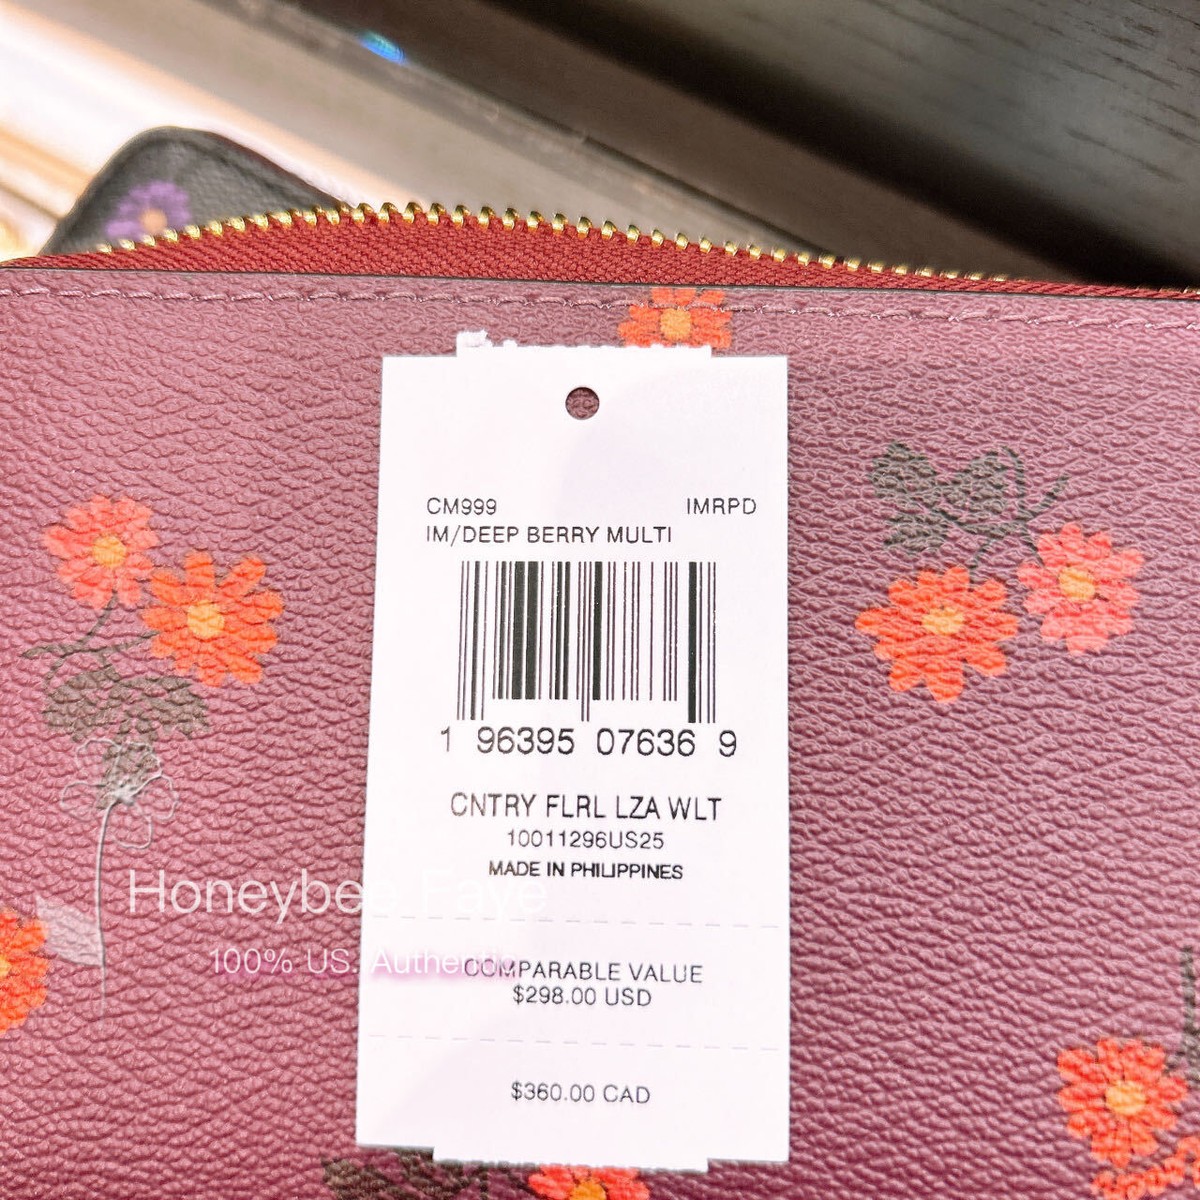 CM999 IMRPD
IM/DEEP BERRY MULTI
1 96395 07636 9
CNTRY FLRL LZA WLT
10011296US25
MADE IN PHILIPPINES
Honeybee Faye
100% US. Authentic
COMPARABLE VALUE
$298.00 USD
$360.00 CAD